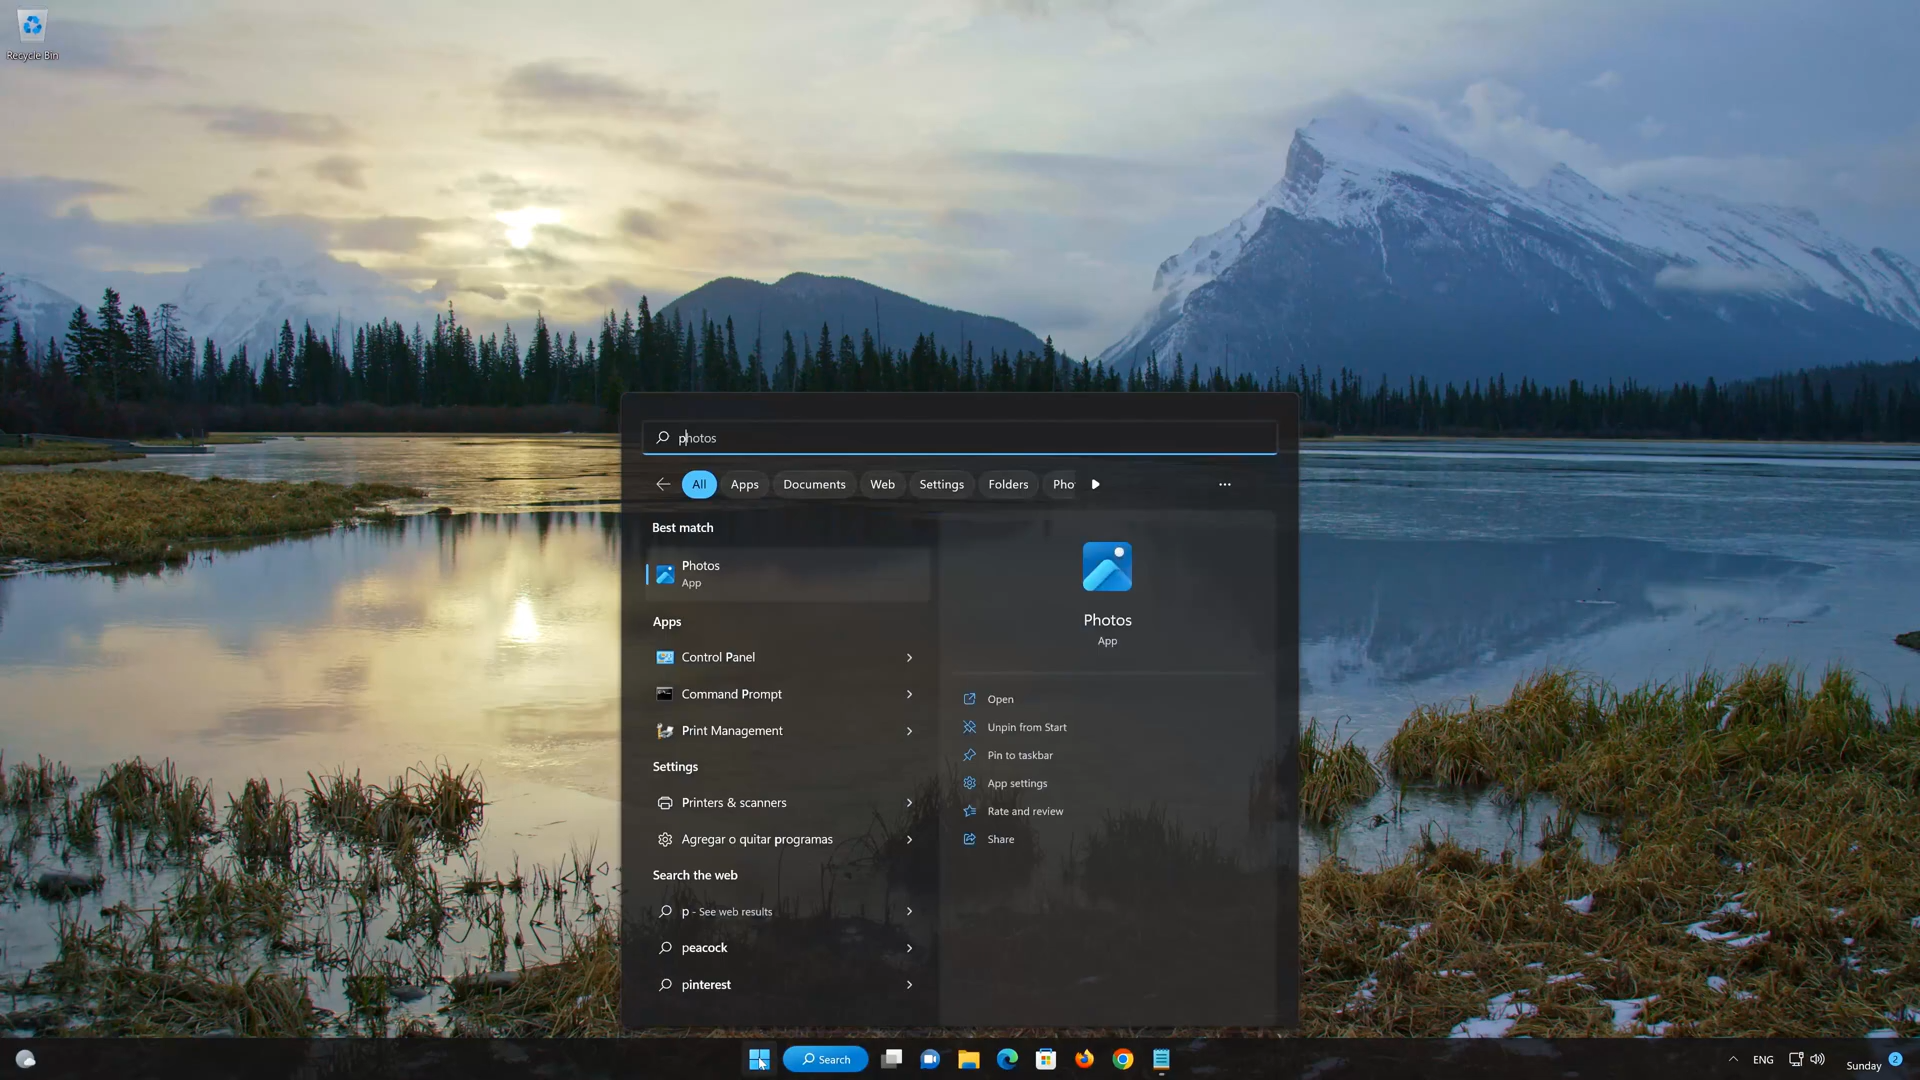 Recycle Bin
photos
All Apps Documents Web Settings Folders Pho
Best match
Photos
App
Apps
Control Panel
Command Prompt
Print Management
Settings
Printers & scanners
Agregar o quitar programas
Search the web
p - See web results
peacock
pinterest
Photos
App
Open
Unpin from Start
Pin to taskbar
App settings
Rate and review
Share
Search
ENG
Sunday 2